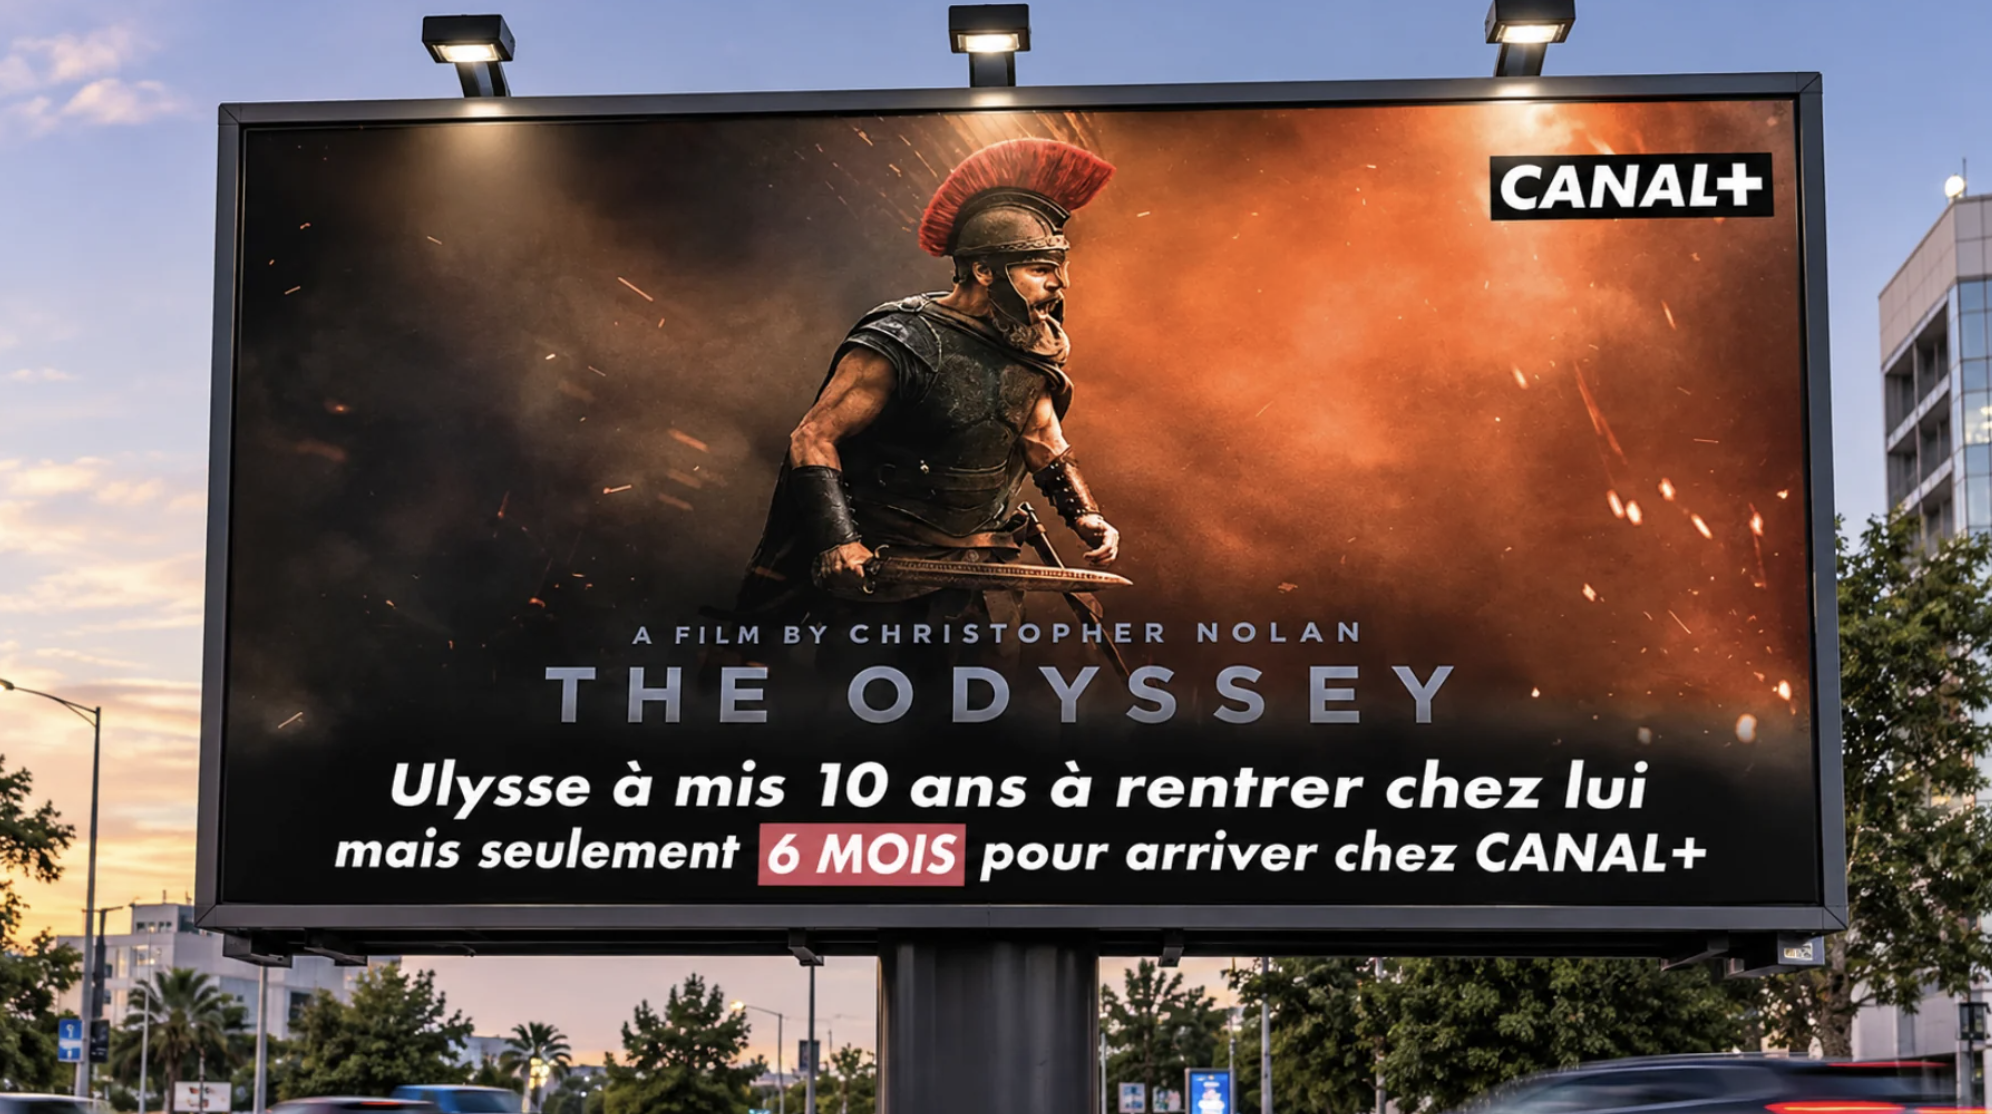 CANAL+
A FILM BY CHRISTOPHER NOLAN
THE ODYSSEY
Ulysse à mis 10 ans à rentrer chez lui
mais seulement 6 MOIS pour arriver chez CANAL+